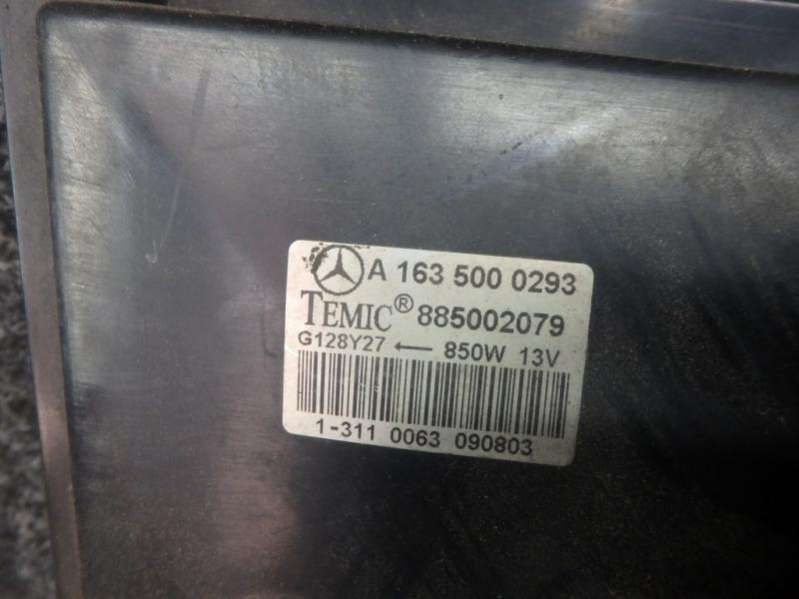 A 163 500 0293
TEMIC® 885002079
G128Y27 ← 850W 13V
1-311 0063 090803